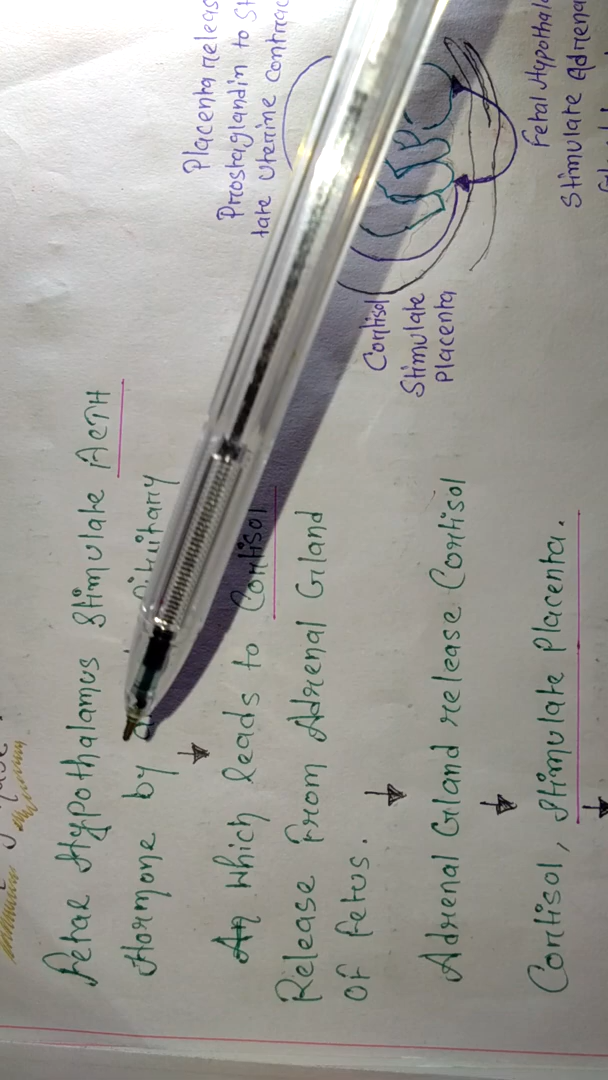 Fetal Hypothalamus Stimulate ACTH
Hormone by Pituitary
Which leads to Cortisol
Release From Adrenal Gland
Of Fetus.
Adrenal Gland release Cortisol
Cortisol, Stimulate Placenta.
Placenta releas
Prostaglandin to St
tate Uterine Contrac
Cortisol
Stimulate
Placenta
Fetal Hypothal
Stimulate Adrena